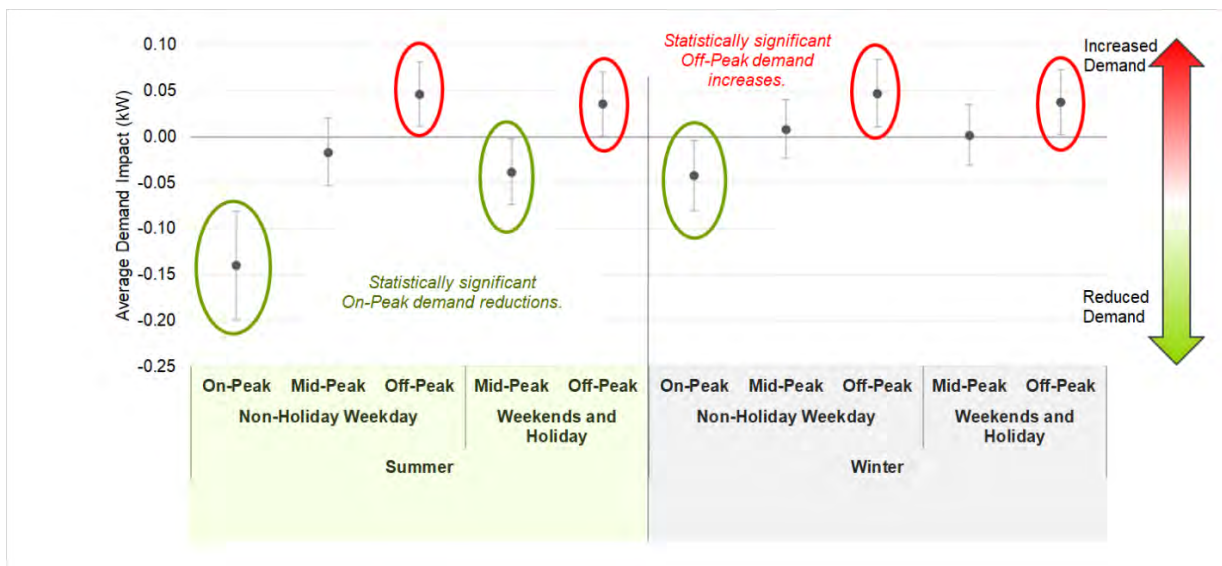 Average Demand Impact (kW)
0.10
0.05
0.00
-0.05
-0.10
-0.15
-0.20
-0.25
Statistically significant
Off-Peak demand
increases.
Statistically significant
On-Peak demand reductions.
Increased
Demand
Reduced
Demand
On-Peak Mid-Peak Off-Peak Mid-Peak Off-Peak On-Peak Mid-Peak Off-Peak Mid-Peak Off-Peak
Non-Holiday Weekday Weekends and Holiday Non-Holiday Weekday Weekends and Holiday
Summer Winter